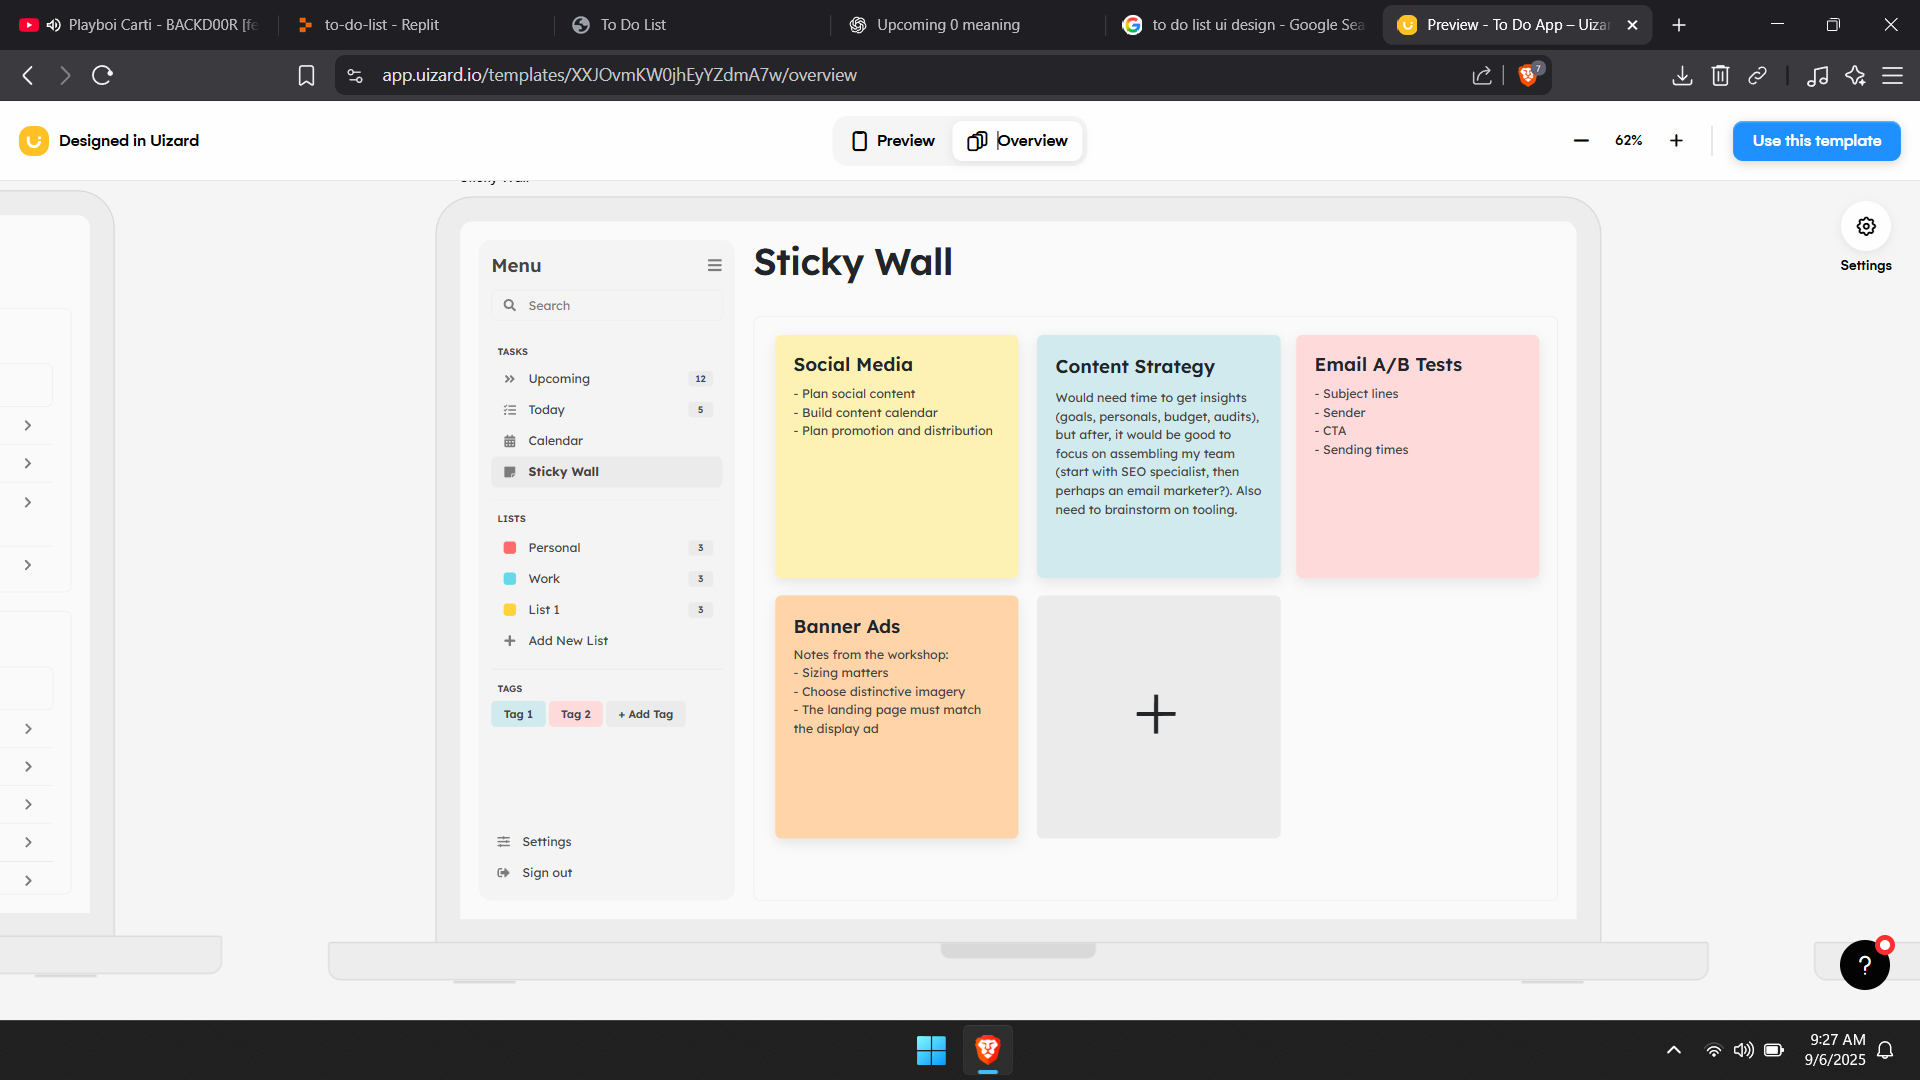 Playboi Carti - BACKD00R [fe
to-do-list - Replit
To Do List
Upcoming 0 meaning
to do list ui design - Google Sea
Preview - To Do App – Uizar
app.uizard.io/templates/XXJOvmKW0jhEyYZdmA7w/overview
7
Designed in Uizard
Preview
Overview
62%
Use this template
Sticky Wall
Settings
Menu
Search
TASKS
Upcoming
12
Today
5
Calendar
Sticky Wall
LISTS
Personal
3
Work
3
List 1
3
+ Add New List
TAGS
Tag 1
Tag 2
+ Add Tag
Settings
Sign out
Sticky Wall
Social Media
- Plan social content
- Build content calendar
- Plan promotion and distribution
Content Strategy
Would need time to get insights
(goals, personals, budget, audits),
but after, it would be good to
focus on assembling my team
(start with SEO specialist, then
perhaps an email marketer?). Also
need to brainstorm on tooling.
Email A/B Tests
- Subject lines
- Sender
- CTA
- Sending times
Banner Ads
Notes from the workshop:
- Sizing matters
- Choose distinctive imagery
- The landing page must match
the display ad
+
?
9:27 AM
9/6/2025